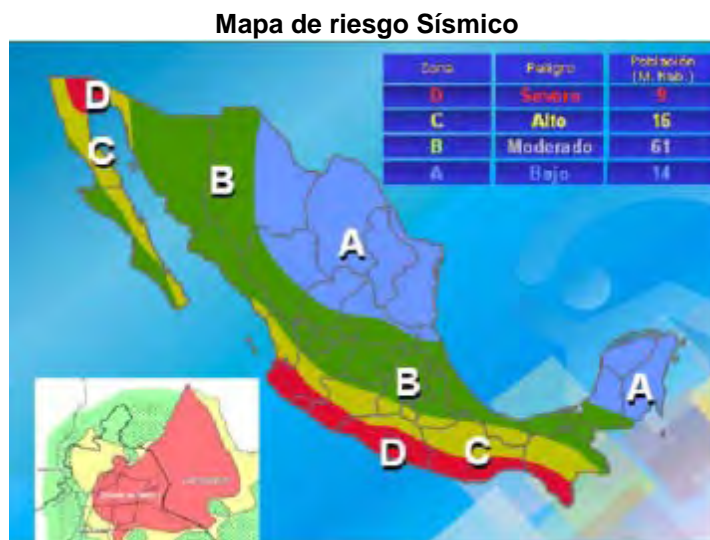 Mapa de riesgo Sísmico
Zona Peligro Población
(M. Hab.)
D Severo 9
C Alto 16
B Moderado 61
A Bajo 14
D
C
B
A
B
A
D
C